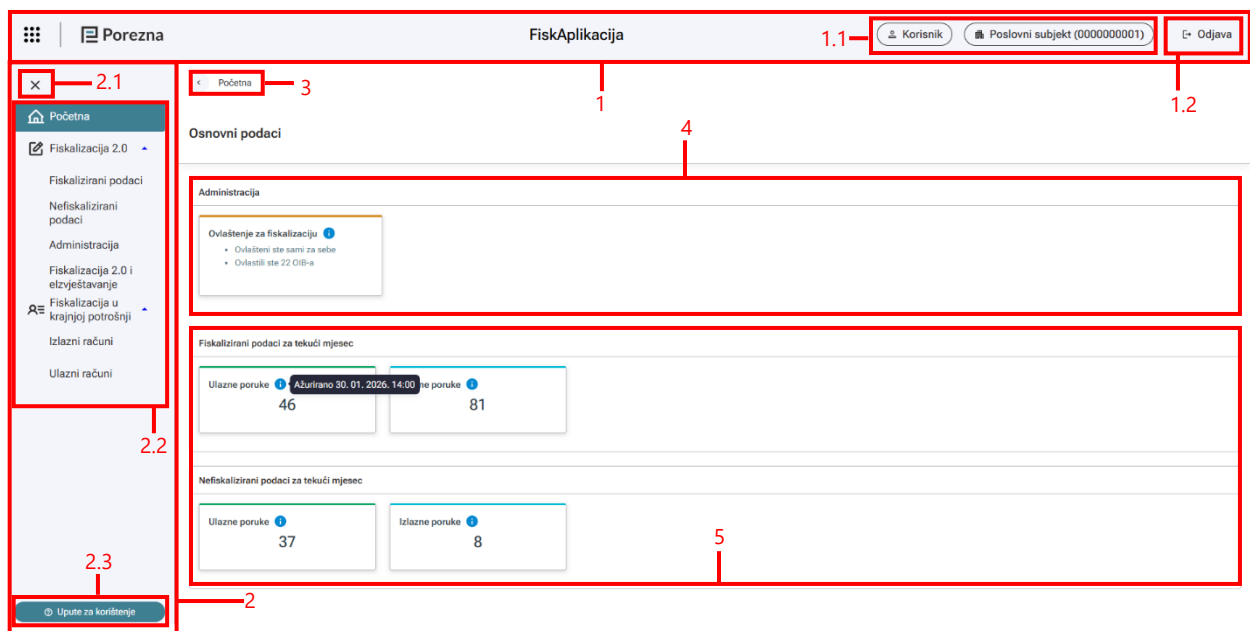 Porezna
FiskAplikacija
1.1
Korisnik
Poslovni subjekt (0000000001)
Odjava
2.1
Početna
3
1
1.2
Početna
Fiskalizacija 2.0
Fiskalizirani podaci
Nefiskalizirani
podaci
Administracija
Fiskalizacija 2.0 i
eIzvještavanje
Fiskalizacija u
krajnjoj potrošnji
Izlazni računi
Ulazni računi
2.2
2.3
Upute za korištenje
2
Osnovni podaci
4
Administracija
Ovlaštenje za fiskalizaciju
• Ovlašteni ste sami za sebe
• Ovlastili ste 22 OIB-a
Fiskalizirani podaci za tekući mjesec
Ulazne poruke
Ažurirano 30. 01. 2026. 14:00
ne poruke
46
81
Nefiskalizirani podaci za tekući mjesec
Ulazne poruke
Izlazne poruke
37
8
5